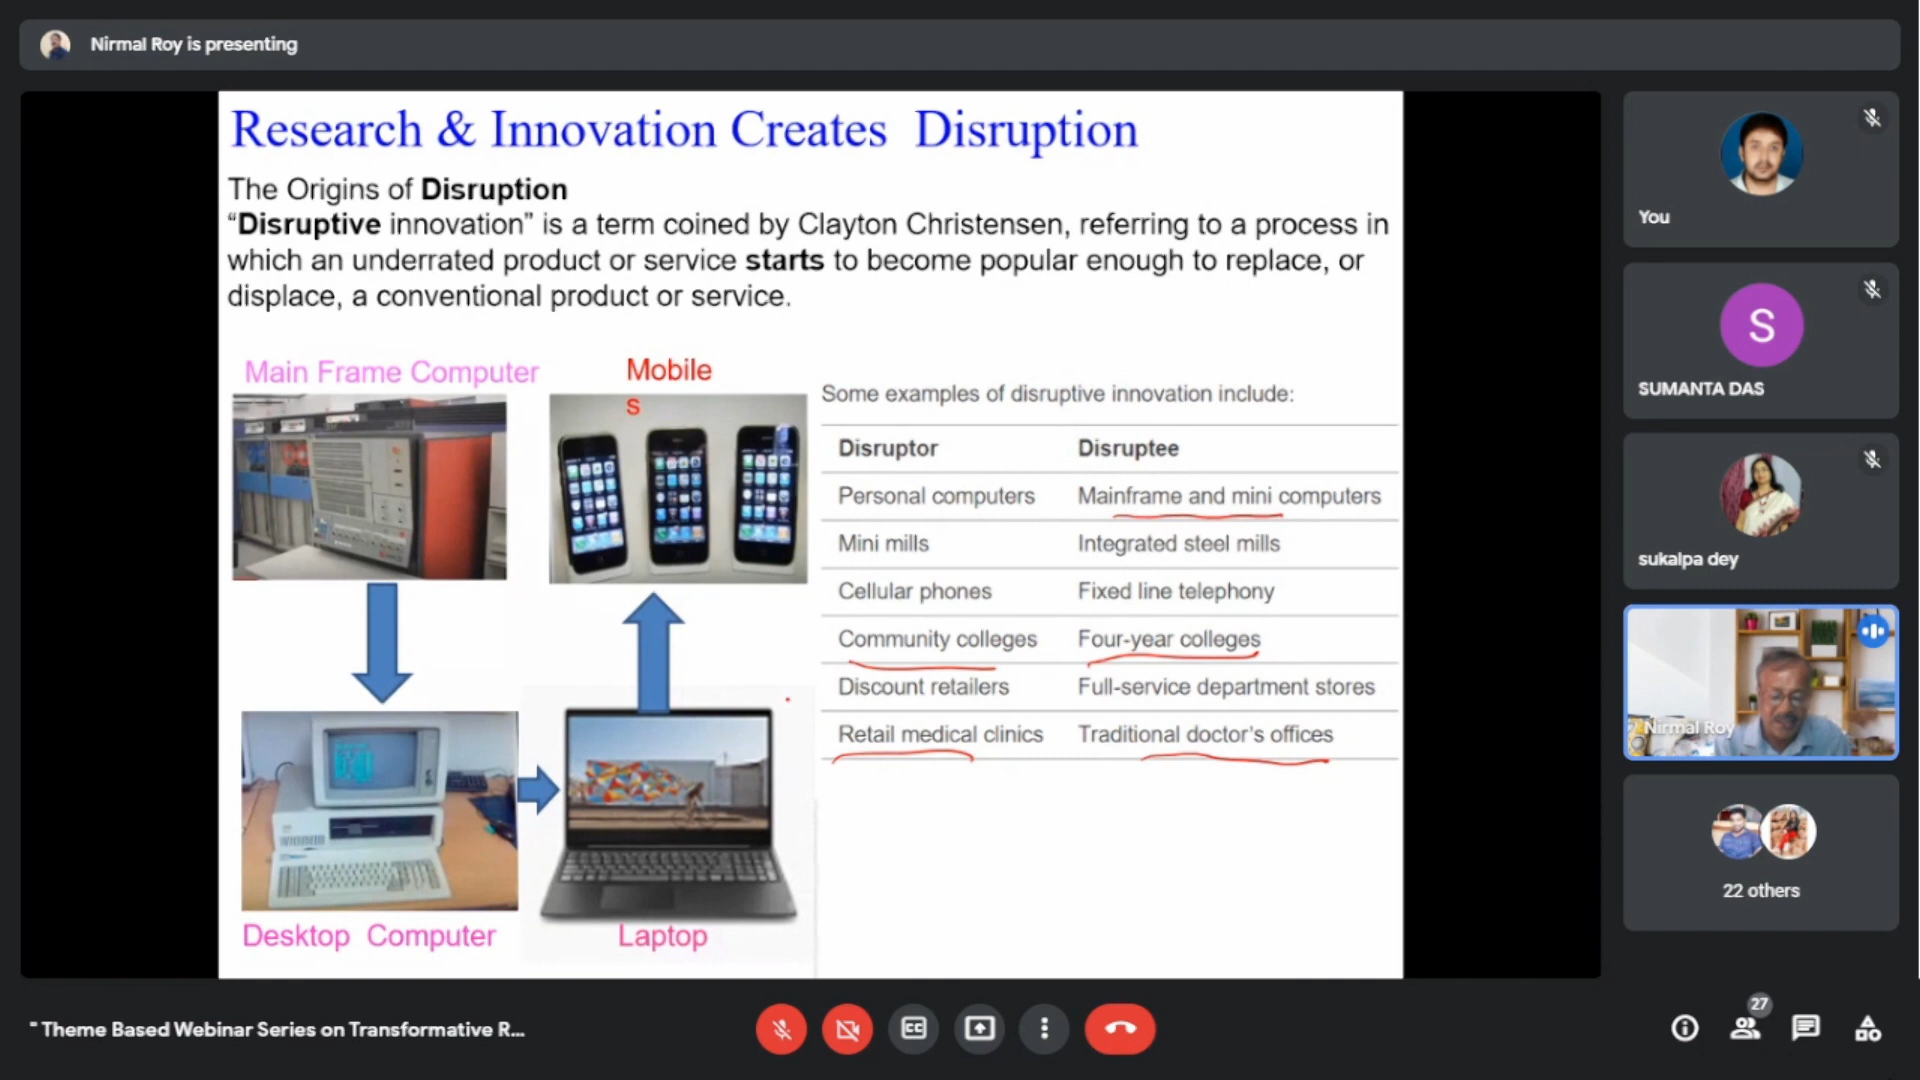 Nirmal Roy is presenting
Research & Innovation Creates Disruption
The Origins of Disruption
“Disruptive innovation” is a term coined by Clayton Christensen, referring to a process in
which an underrated product or service starts to become popular enough to replace, or
displace, a conventional product or service.
Main Frame Computer
Mobile
s
Desktop Computer
Laptop
Some examples of disruptive innovation include:
Disruptor Disruptee
Personal computers Mainframe and mini computers
Mini mills Integrated steel mills
Cellular phones Fixed line telephony
Community colleges Four-year colleges
Discount retailers Full-service department stores
Retail medical clinics Traditional doctor's offices
You
S
SUMANTA DAS
sukalpa dey
Nirmal Roy
22 others
" Theme Based Webinar Series on Transformative R...
CC
27